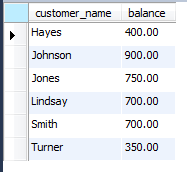 customer_name balance
Hayes 400.00
Johnson 900.00
Jones 750.00
Lindsay 700.00
Smith 700.00
Turner 350.00